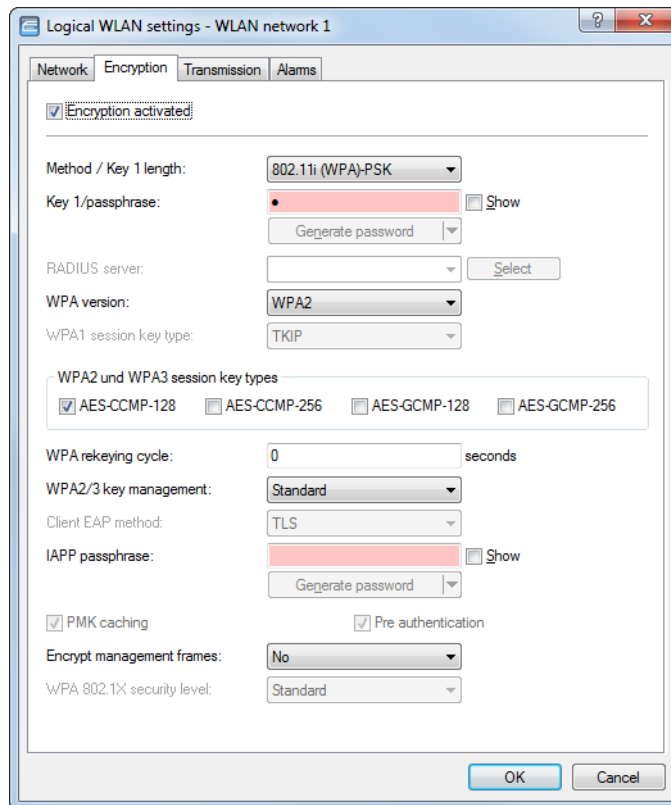 Logical WLAN settings - WLAN network 1
Network Encryption Transmission Alarms
Encryption activated
Method / Key 1 length: 802.11i (WPA)-PSK
Key 1/passphrase: ● Show
Generate password
RADIUS server: Select
WPA version: WPA2
WPA1 session key type: TKIP
WPA2 und WPA3 session key types
AES-CCMP-128 AES-CCMP-256 AES-GCMP-128 AES-GCMP-256
WPA rekeying cycle: 0 seconds
WPA2/3 key management: Standard
Client EAP method: TLS
IAPP passphrase: Show
Generate password
PMK caching Pre authentication
Encrypt management frames: No
WPA 802.1X security level: Standard
OK Cancel